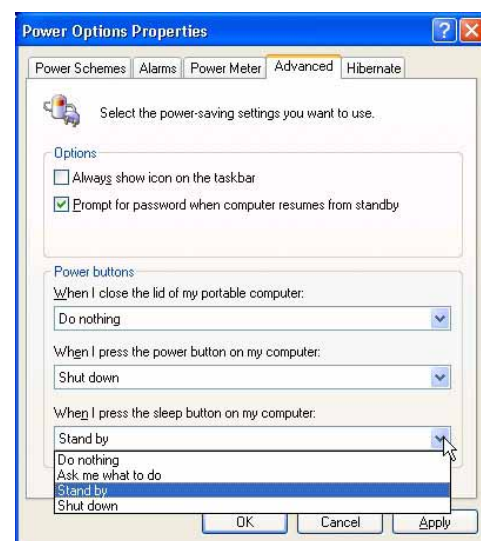 Power Options Properties
Power Schemes Alarms Power Meter Advanced Hibernate
Select the power-saving settings you want to use.
Options
Always show icon on the taskbar
Prompt for password when computer resumes from standby
Power buttons
When I close the lid of my portable computer:
Do nothing
When I press the power button on my computer:
Shut down
When I press the sleep button on my computer:
Stand by
Do nothing
Ask me what to do
Stand by
Shut down
OK Cancel Apply